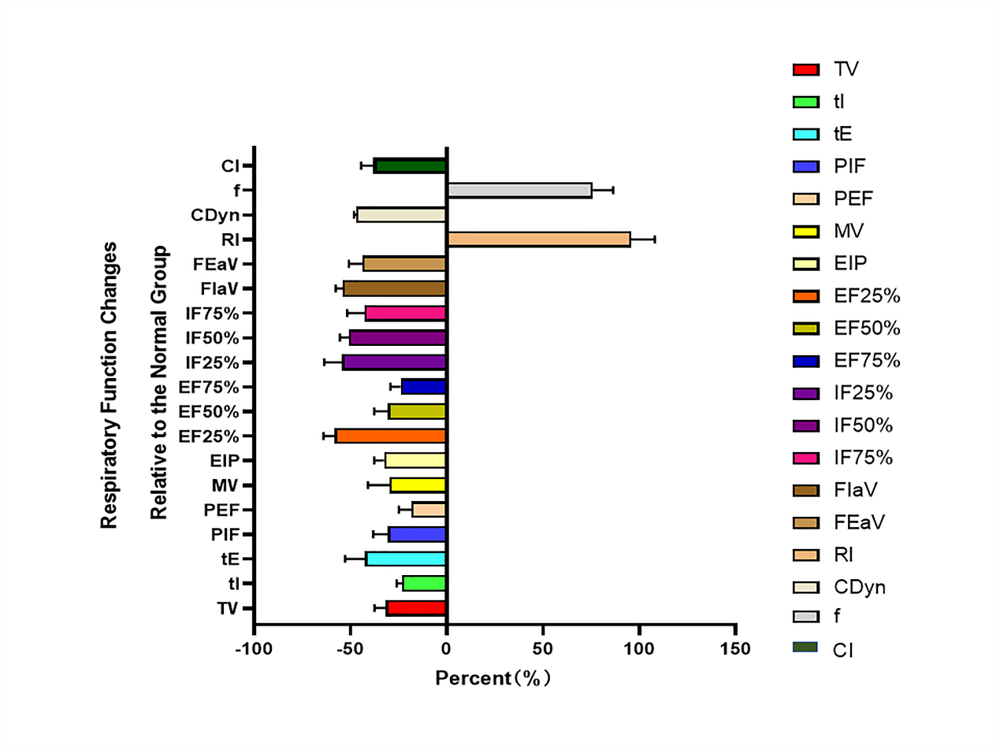 Respiratory Function Changes
Relative to the Normal Group
CI
f
CDyn
RI
FEaV
FIaV
IF75%
IF50%
IF25%
EF75%
EF50%
EF25%
EIP
MV
PEF
PIF
tE
tI
TV
-100 -50 0 50 100 150
Percent（%）
TV
tI
tE
PIF
PEF
MV
EIP
EF25%
EF50%
EF75%
IF25%
IF50%
IF75%
FIaV
FEaV
RI
CDyn
f
CI